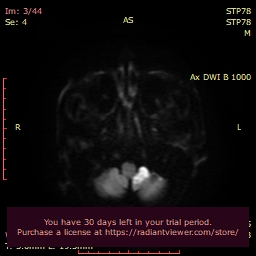 Im: 3/44
Se: 4
AS
STP78
STP78
M
Ax DWI B 1000
R
L
You have 30 days left in your trial period.
Purchase a license at https://radiantviewer.com/store/